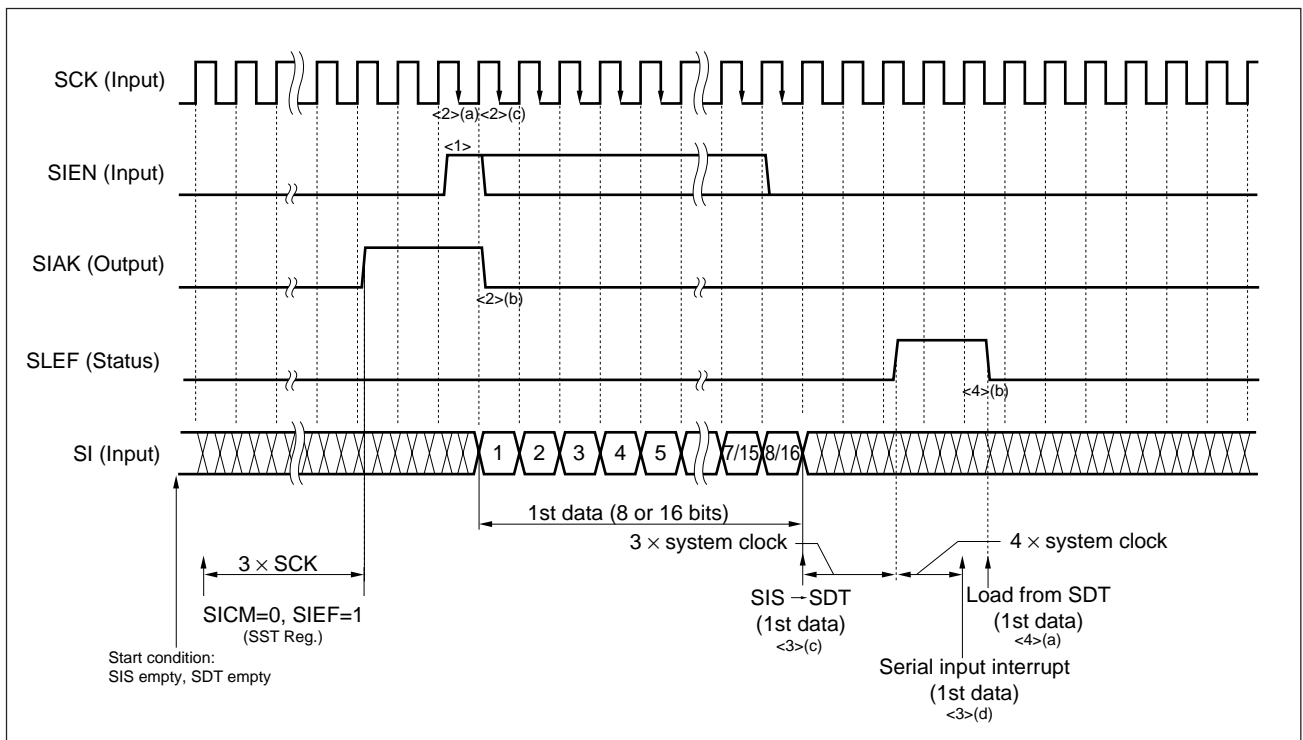 SCK (Input)
<2>(a)
<2>(c)
<1>
SIEN (Input)
SIAK (Output)
<2>(b)
SLEF (Status)
<4>(b)
SI (Input)
1
2
3
4
5
7/15
8/16
1st data (8 or 16 bits)
3 × system clock
4 × system clock
3 × SCK
SICM=0, SIEF=1
(SST Reg.)
SIS → SDT
(1st data)
<3>(c)
Load from SDT
(1st data)
<4>(a)
Start condition:
SIS empty, SDT empty
Serial input interrupt
(1st data)
<3>(d)